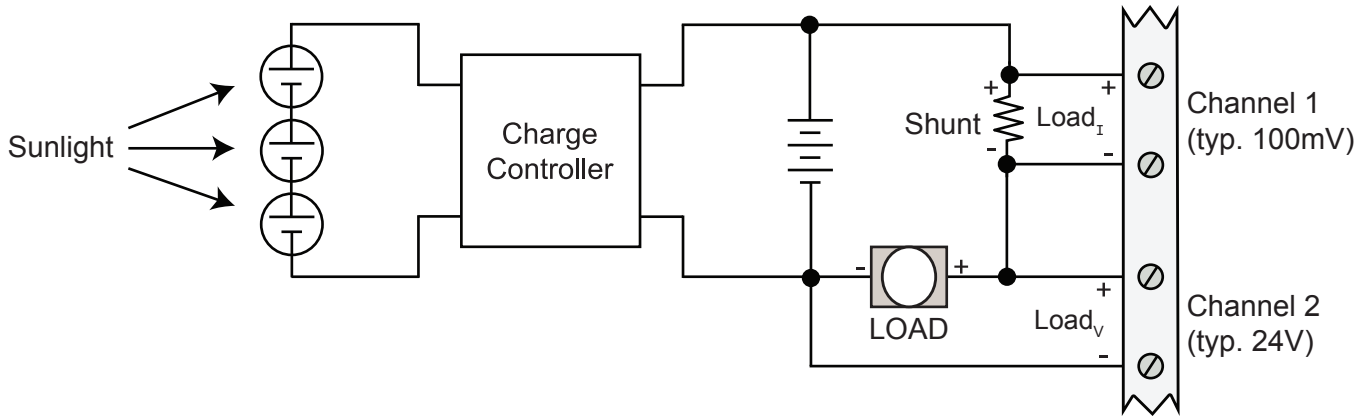 Sunlight
Charge
Controller
Shunt
+
-
Load_I
+
-
Channel 1
(typ. 100mV)
-
+
LOAD
Load_V
+
-
Channel 2
(typ. 24V)